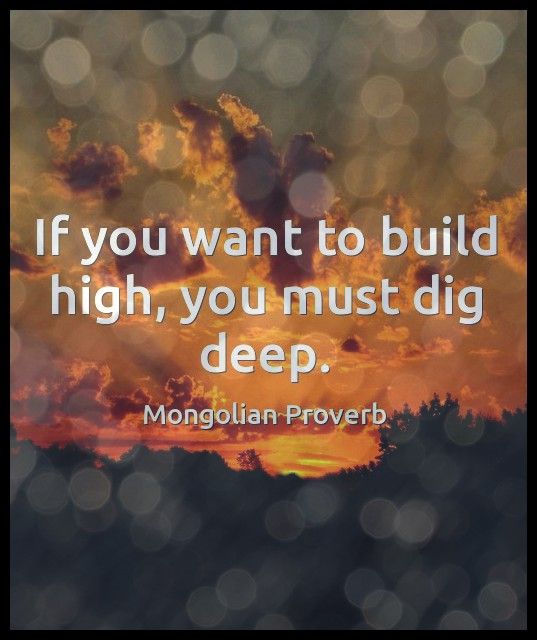 If you want to build
high, you must dig
deep.
Mongolian Proverb